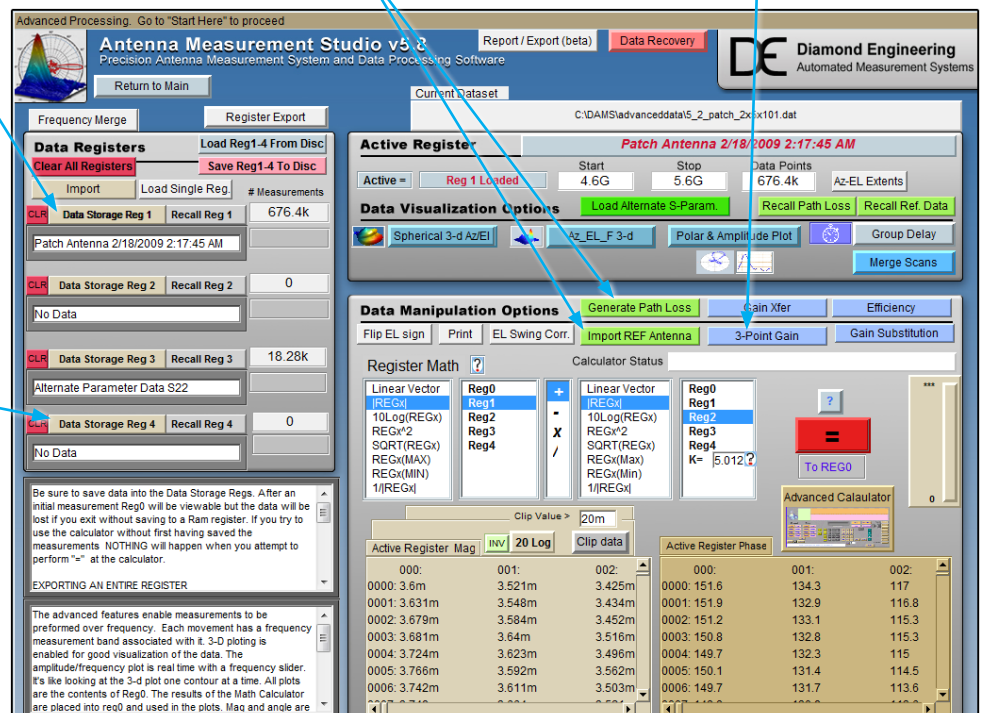 Advanced Processing. Go to "Start Here" to proceed
Antenna Measurement Studio v5.8
Precision Antenna Measurement System and Data Processing Software
Return to Main
Report / Export (beta)
Data Recovery
DE
Diamond Engineering
Automated Measurement Systems
Current Dataset
C:\DAMS\advanceddata\5_2_patch_2x5x101.dat
Frequency Merge
Register Export
Data Registers
Load Reg1-4 From Disc
Clear All Registers
Save Reg1-4 To Disc
Import
Load Single Reg.
# Measurements
CLR Data Storage Reg 1 Recall Reg 1 676.4k
Patch Antenna 2/18/2009 2:17:45 AM
CLR Data Storage Reg 2 Recall Reg 2 0
No Data
CLR Data Storage Reg 3 Recall Reg 3 18.28k
Alternate Parameter Data S22
CLR Data Storage Reg 4 Recall Reg 4 0
No Data
Be sure to save data into the Data Storage Regs. After an
initial measurement Reg0 will be viewable but the data will be
lost if you exit without saving to a Ram register. If you try to
use the calculator without first having saved the
measurements NOTHING will happen when you attempt to
perform "=" at the calculator.
EXPORTING AN ENTIRE REGISTER
The advanced features enable measurements to be
preformed over frequency. Each movement has a frequency
measurement band associated with it. 3-D ploting is
enabled for good visualization of the data. The
amplitude/frequency plot is real time with a frequency slider.
It's like looking at the 3-d plot one contour at a time. All plots
are the contents of Reg0. The results of the Math Calculator
are placed into reg0 and used in the plots. Mag and angle are
Active Register
Patch Antenna 2/18/2009 2:17:45 AM
Start Stop Data Points
Active = Reg 1 Loaded 4.6G 5.6G 676.4k Az-EL Extents
Data Visualization Options
Load Alternate S-Param.
Recall Path Loss
Recall Ref. Data
Spherical 3-d Az/El
Az_EL_F 3-d
Polar & Amplitude Plot
Group Delay
Merge Scans
Data Manipulation Options
Generate Path Loss
Gain Xfer
Efficiency
Flip EL sign
Print
EL Swing Corr.
Import REF Antenna
3-Point Gain
Gain Substitution
Register Math ?
Calculator Status
Linear Vector Reg0 + Linear Vector Reg0
|REGx| Reg1 - |REGx| Reg1
10Log(REGx) Reg2 X 10Log(REGx) Reg2
REGx^2 Reg3 / REGx^2 Reg3
SQRT(REGx) Reg4 SQRT(REGx) Reg4
REGx(MAX) REGx(Max) K= 5.012 ?
REGx(MIN) REGx(Min)
1/|REGx| 1/|REGx|
?
=
To REG0
***
0
Advanced Calaulator
Clip Value > 20m
Active Register Mag INV 20 Log Clip data
Active Register Phase
000: 001: 002: 000: 001: 002:
0000: 3.6m 3.521m 3.425m 0000: 151.6 134.3 117
0001: 3.631m 3.548m 3.434m 0001: 151.9 132.9 116.8
0002: 3.679m 3.584m 3.452m 0002: 151.2 133.1 115.3
0003: 3.681m 3.64m 3.516m 0003: 150.8 132.8 115.3
0004: 3.724m 3.623m 3.496m 0004: 149.7 132.3 115
0005: 3.766m 3.592m 3.562m 0005: 150.1 131.4 114.5
0006: 3.742m 3.611m 3.503m 0006: 149.7 131.7 113.6